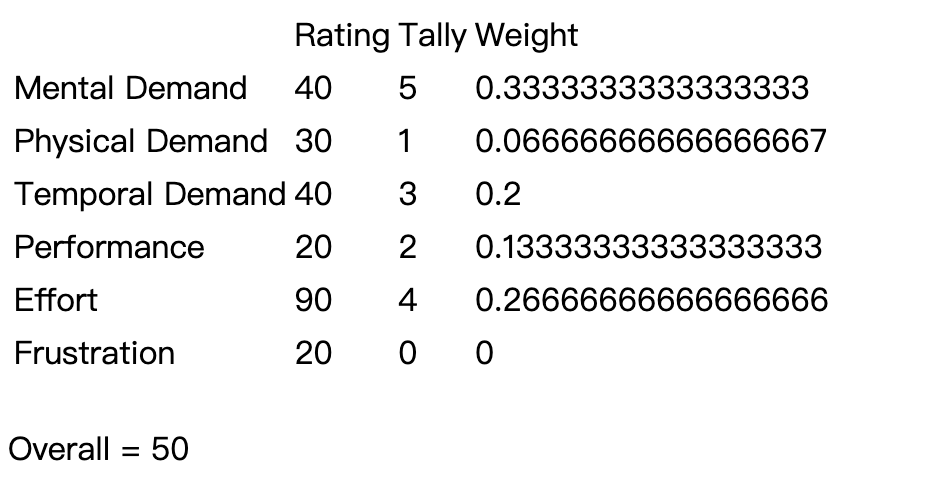 Rating Tally Weight
Mental Demand 40 5 0.3333333333333333
Physical Demand 30 1 0.06666666666666667
Temporal Demand 40 3 0.2
Performance 20 2 0.13333333333333333
Effort 90 4 0.26666666666666666
Frustration 20 0 0
Overall = 50